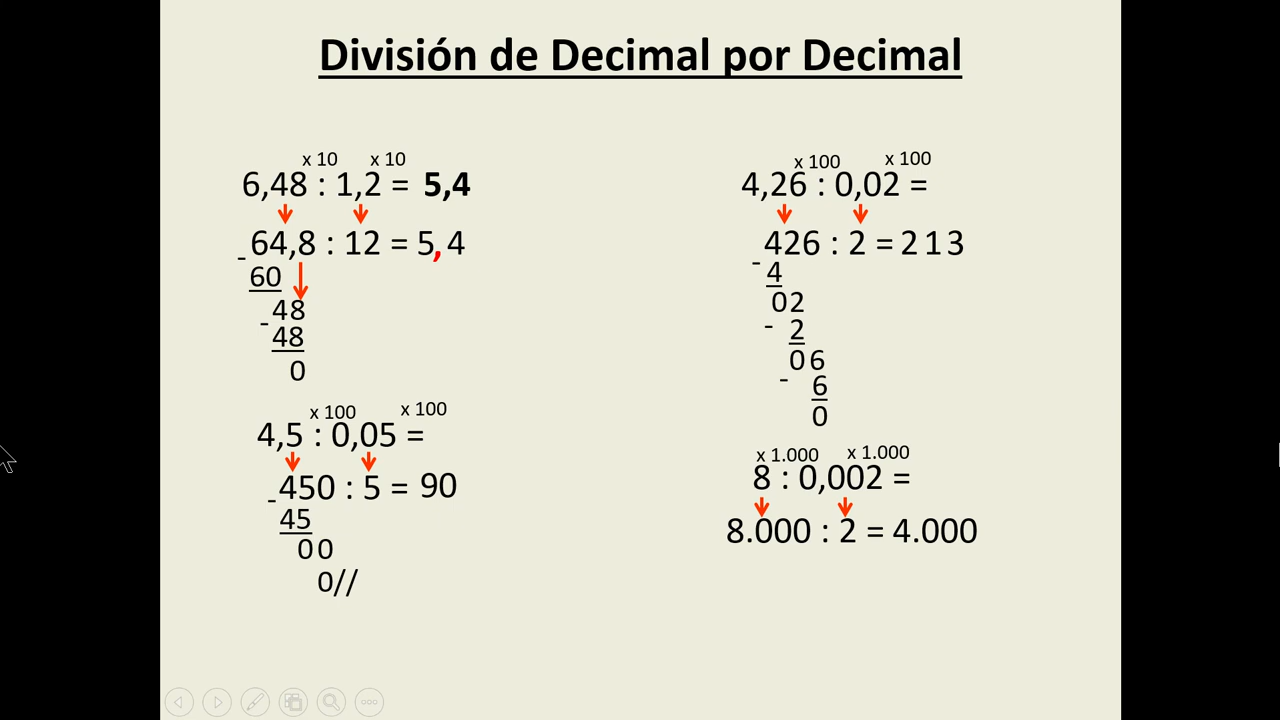 División de Decimal por Decimal
x 10 x 10
6,48 : 1,2 = 5,4
64,8 : 12 = 5,4
-
60
48
-
48
0
x 100 x 100
4,5 : 0,05 =
450 : 5 = 90
-
45
00
0//
x 100 x 100
4,26 : 0,02 =
426 : 2 = 213
-
4
02
-
2
06
-
6
0
x 1.000 x 1.000
8 : 0,002 =
8.000 : 2 = 4.000